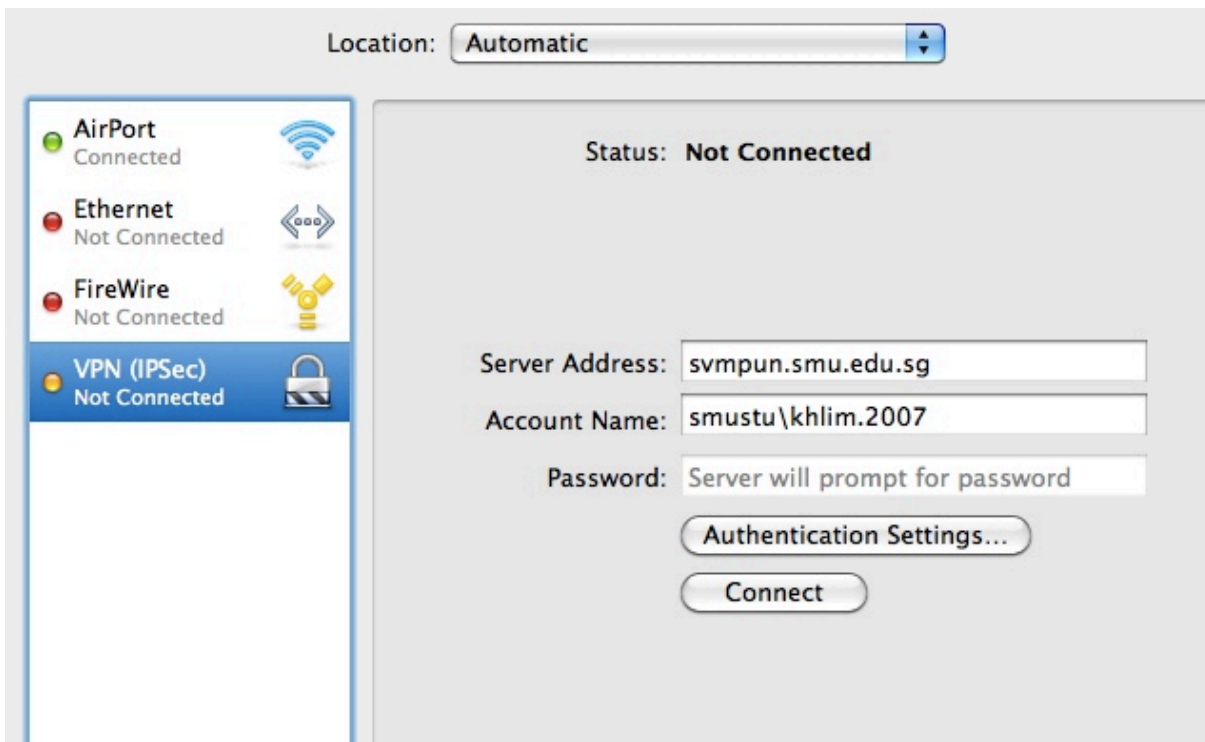 Location: Automatic
AirPort
Connected
Ethernet
Not Connected
FireWire
Not Connected
VPN (IPSec)
Not Connected
Status: Not Connected
Server Address: svmpun.smu.edu.sg
Account Name: smustu\khlim.2007
Password: Server will prompt for password
Authentication Settings...
Connect